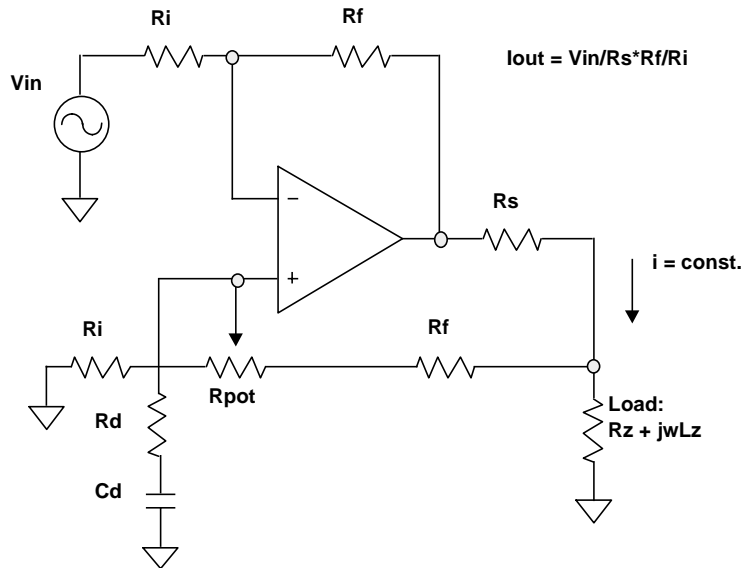 Ri
Rf
Iout = Vin/Rs*Rf/Ri
Vin
−
Rs
+
i = const.
Ri
Rf
Rpot
Load:
Rz + jwLz
Rd
Cd